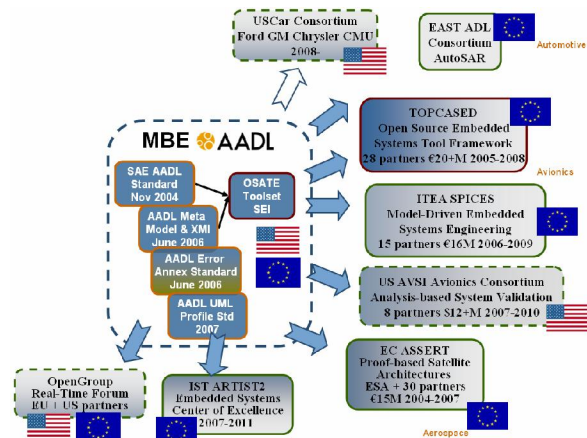 USCar Consortium
Ford GM Chrysler CMU
2008-
EAST ADL
Consortium
AutoSAR
Automotive
MBE AADL
SAE AADL
Standard
Nov 2004
OSATE
Toolset
SEI
AADL Meta
Model & XMI
June 2006
AADL Error
Annex Standard
June 2006
AADL UML
Profile Std
2007
TOPCASED
Open Source Embedded
Systems Tool Framework
28 partners €20+M 2005-2008
Avionics
ITEA SPICES
Model-Driven Embedded
Systems Engineering
15 partners €16M 2006-2009
US AVSI Avionics Consortium
Analysis-based System Validation
8 partners $12+M 2007-2010
EC ASSERT
Proof-based Satellite
Architectures
ESA + 30 partners
€15M 2004-2007
Aerospace
OpenGroup
Real-Time Forum
EU + US partners
IST ARTIST2
Embedded Systems
Center of Excellence
2007-2011